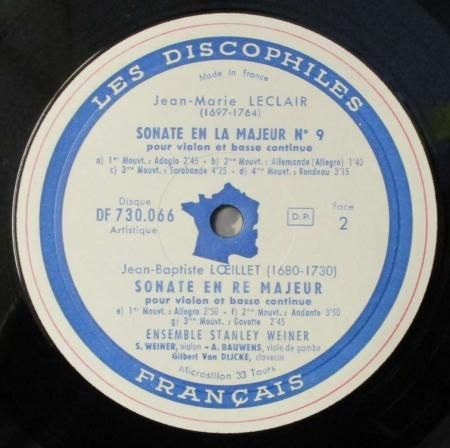 LES DISCOPHILES
Made in France
Jean-Marie LECLAIR
(1697-1764)
SONATE EN LA MAJEUR N° 9
pour violon et basse continue
a) 1er Mouvt. : Adagio 2'45 - b) 2me Mouvt. : Allemande (Allegro) 1'40
c) 3me Mouvt. : Sarabande 4'25 - d) 4me Mouvt. : Rondeau 3'15
Disque
DF 730.066
Artistique
D.P.
Face
2
Jean-Baptiste LŒILLET (1680-1730)
SONATE EN RE MAJEUR
pour violon et basse continue
e) 1er Mouvt. : Allegro 2'50 - f) 2me Mouvt. : Andante 3'50
g) 3me Mouvt. : Gavotte 2'45
ENSEMBLE STANLEY WEINER
S. WEINER, violon - A. BAUWENS, viole de gambe
Gilbert Van DIJCKE, clavecin
Microsillon 33 Tours
FRANÇAIS